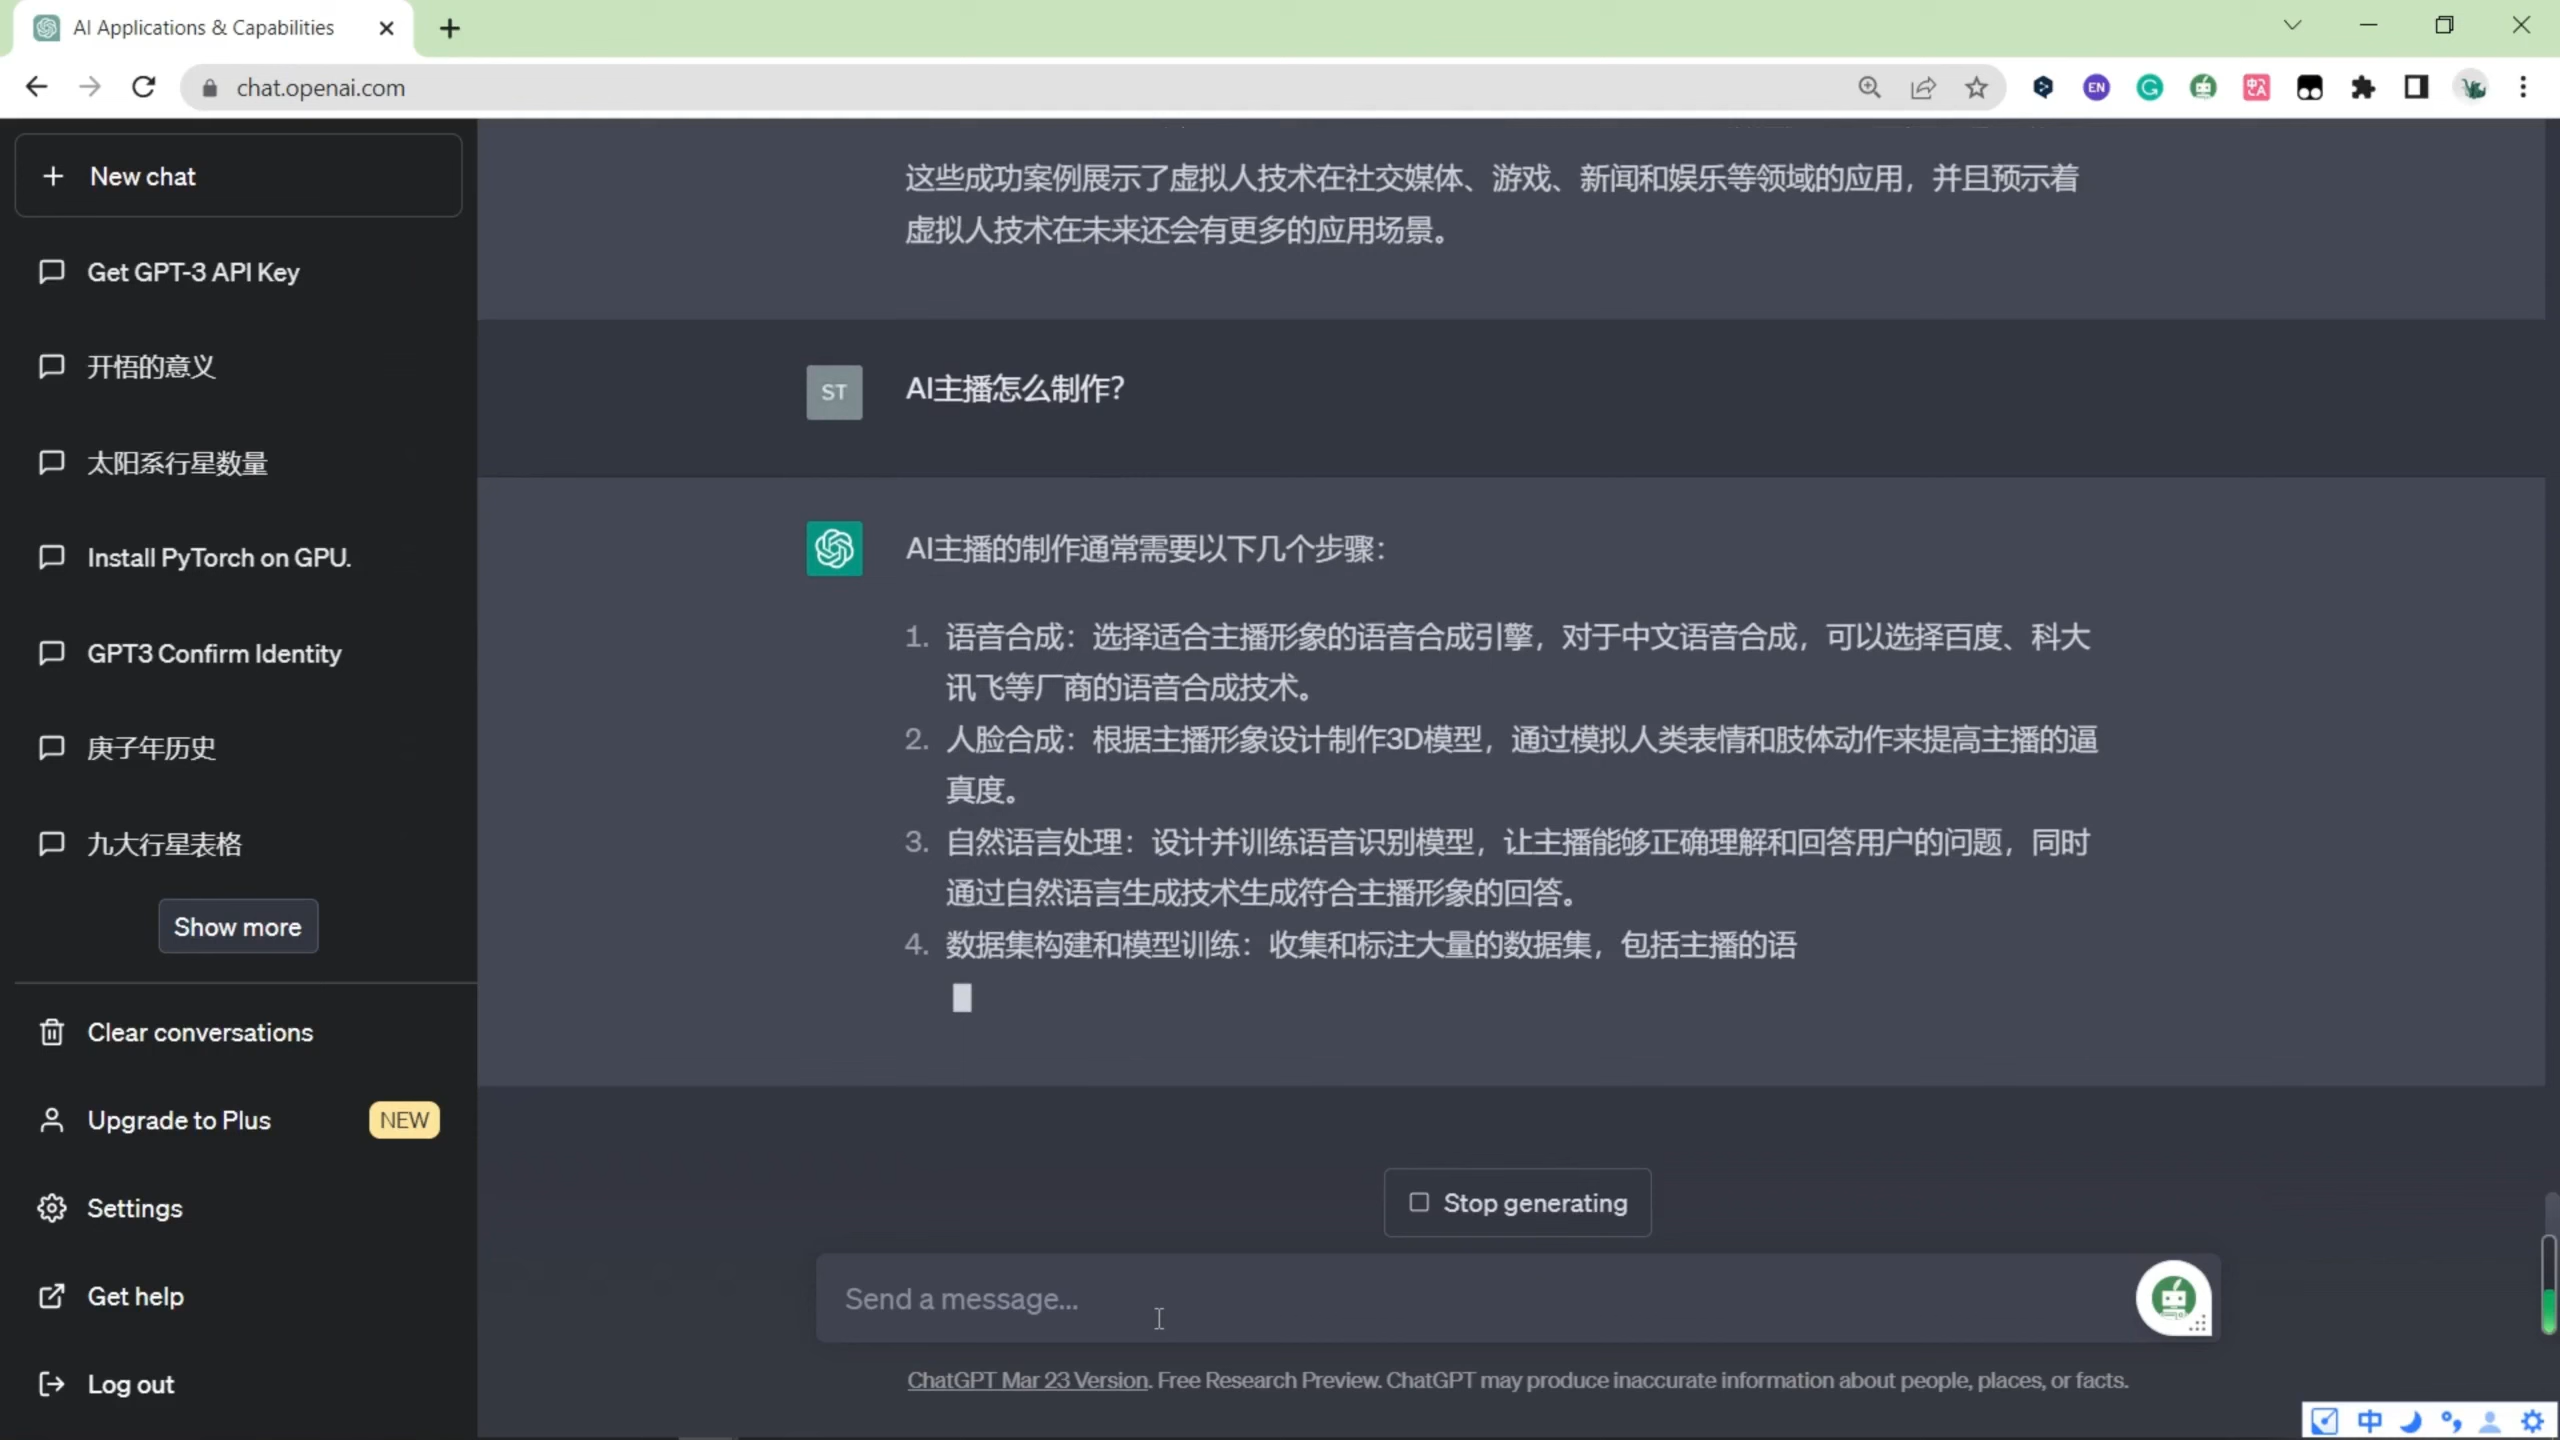 AI Applications & Capabilities
chat.openai.com
EN
New chat
Get GPT-3 API Key
开悟的意义
太阳系行星数量
Install PyTorch on GPU.
GPT3 Confirm Identity
庚子年历史
九大行星表格
Show more
Clear conversations
Upgrade to Plus NEW
Settings
Get help
Log out
这些成功案例展示了虚拟人技术在社交媒体、游戏、新闻和娱乐等领域的应用，并且预示着
虚拟人技术在未来还会有更多的应用场景。
ST
AI主播怎么制作？
AI主播的制作通常需要以下几个步骤：
1. 语音合成：选择适合主播形象的语音合成引擎，对于中文语音合成，可以选择百度、科大
讯飞等厂商的语音合成技术。
2. 人脸合成：根据主播形象设计制作3D模型，通过模拟人类表情和肢体动作来提高主播的逼
真度。
3. 自然语言处理：设计并训练语音识别模型，让主播能够正确理解和回答用户的问题，同时
通过自然语言生成技术生成符合主播形象的回答。
4. 数据集构建和模型训练：收集和标注大量的数据集，包括主播的语
Stop generating
Send a message...
ChatGPT Mar 23 Version. Free Research Preview. ChatGPT may produce inaccurate information about people, places, or facts.
中